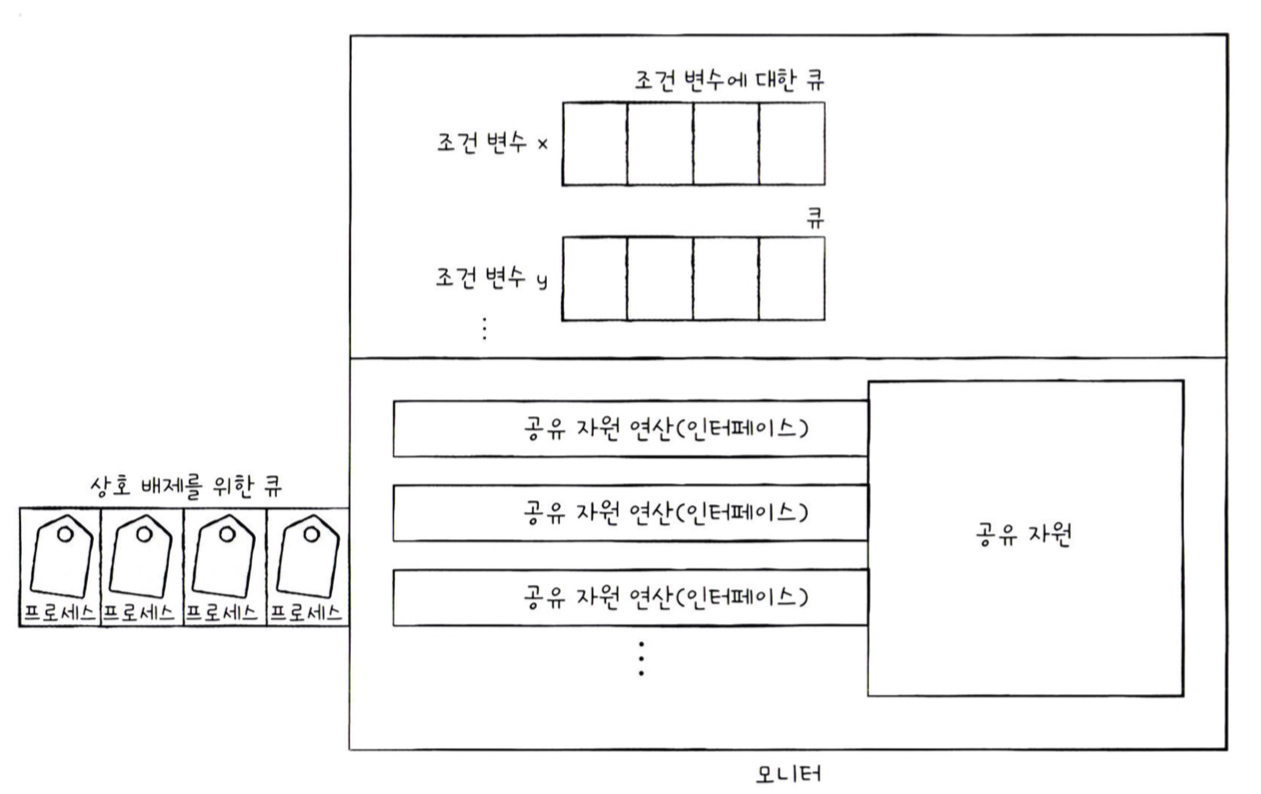 조건 변수에 대한 큐
조건 변수 x
큐
조건 변수 y
⋮
공유 자원 연산(인터페이스)
상호 배제를 위한 큐
공유 자원 연산(인터페이스)
공유 자원
프로세스 프로세스 프로세스 프로세스
공유 자원 연산(인터페이스)
⋮
모니터